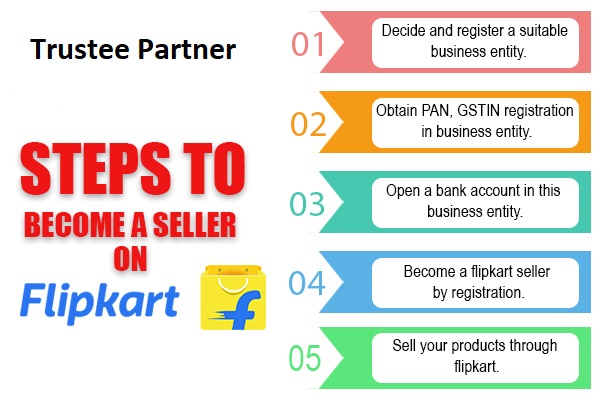 Trustee Partner
STEPS TO
BECOME A SELLER
ON
Flipkart
01
Decide and register a suitable
business entity.
02
Obtain PAN, GSTIN registration
in business entity.
03
Open a bank account in this
business entity.
04
Become a flipkart seller
by registration.
05
Sell your products through
flipkart.